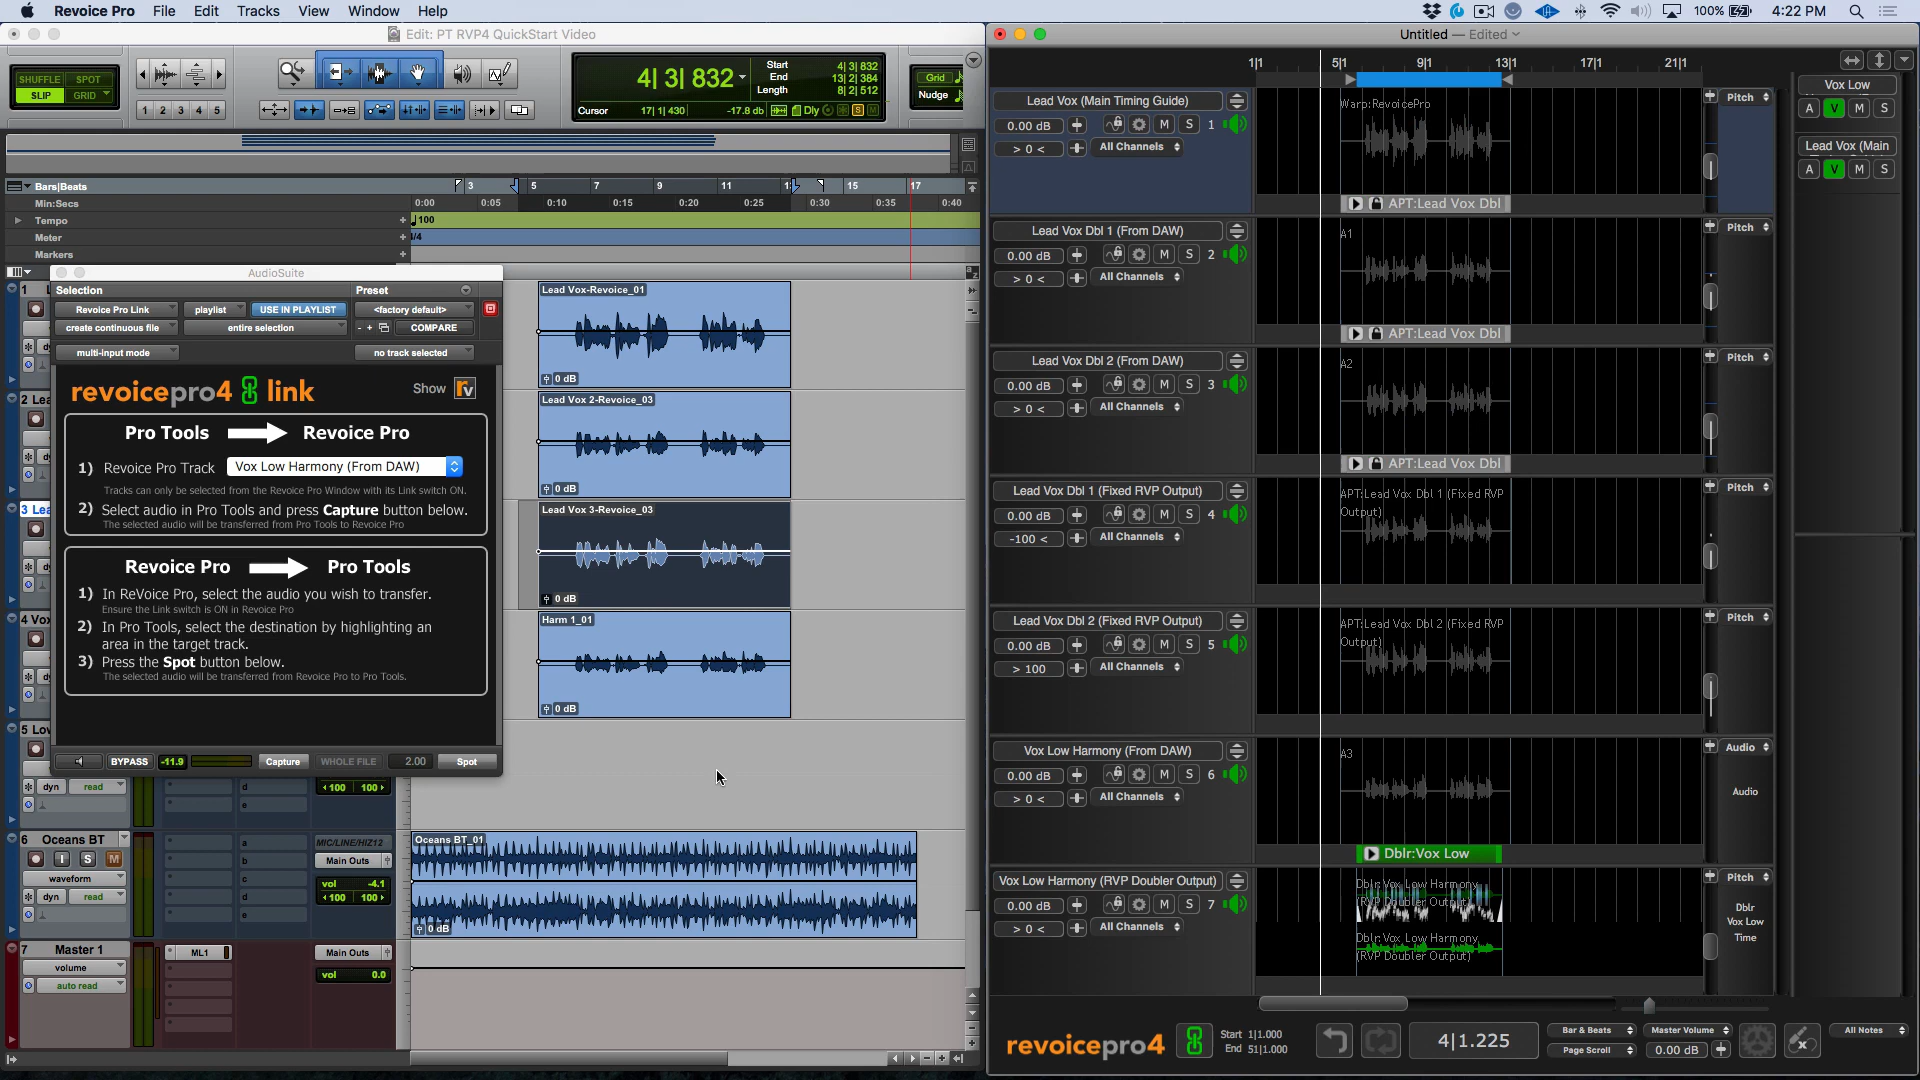 Revoice Pro File Edit Tracks View Window Help
100% 4:22 PM
Edit: PT RVP4 QuickStart Video
SHUFFLE SPOT
SLIP GRID
1 2 3 4 5
4| 3| 832
Start 4| 3| 832
End 13| 2| 384
Length 8| 2| 512
Cursor 17| 1| 430 -17.8 db Dly
Grid
Nudge
Bars|Beats
3 5 7 9 11 15 17
Min:Secs
0:00 0:05 0:10 0:15 0:20 0:25 0:30 0:35 0:40
Tempo
100
Meter
Markers
AudioSuite
Selection Preset
Revoice Pro Link playlist USE IN PLAYLIST <factory default>
create continuous file entire selection - + COMPARE
multi-input mode no track selected
revoicepro4 link Show rv
Pro Tools Revoice Pro
1) Revoice Pro Track Vox Low Harmony (From DAW)
Tracks can only be selected from the Revoice Pro Window with its Link switch ON.
2) Select audio in Pro Tools and press Capture button below.
The selected audio will be transferred from Pro Tools to Revoice Pro
Revoice Pro Pro Tools
1) In ReVoice Pro, select the audio you wish to transfer.
Ensure the Link switch is ON in Revoice Pro
2) In Pro Tools, select the destination by highlighting an
area in the target track.
3) Press the Spot button below.
The selected audio will be transferred from Revoice Pro to Pro Tools.
BYPASS -11.9 Capture WHOLE FILE 2.00 Spot
Lead Vox-Revoice_01
0 dB
Lead Vox 2-Revoice_03
0 dB
Lead Vox 3-Revoice_03
0 dB
Harm 1_01
0 dB
2 Lea
3 Lea
4 Vox
5 Lov
dyn read
d
e
100 100
6 Oceans BT
I S M
waveform
dyn read
a
b
c
d
e
MIC/LINE/HIZ12
Main Outs
vol -4.1
100 100
Oceans BT_01
0 dB
7 Master 1
volume
auto read
ML1
Main Outs
vol 0.0
Untitled — Edited
1|1 5|1 9|1 13|1 17|1 21|1
Lead Vox (Main Timing Guide)
0.00 dB M S 1
> 0 < All Channels
Warp:RevoicePro
APT:Lead Vox Dbl
Pitch
Lead Vox Dbl 1 (From DAW)
0.00 dB M S 2
> 0 < All Channels
A1
APT:Lead Vox Dbl
Pitch
Lead Vox Dbl 2 (From DAW)
0.00 dB M S 3
> 0 < All Channels
A2
APT:Lead Vox Dbl
Pitch
Lead Vox Dbl 1 (Fixed RVP Output)
0.00 dB M S 4
-100 < All Channels
APT:Lead Vox Dbl 1 (Fixed RVP
Output)
Pitch
Lead Vox Dbl 2 (Fixed RVP Output)
0.00 dB M S 5
> 100 All Channels
APT:Lead Vox Dbl 2 (Fixed RVP
Output)
Pitch
Vox Low Harmony (From DAW)
0.00 dB M S 6
> 0 < All Channels
A3
Dblr:Vox Low
Audio
Audio
Vox Low Harmony (RVP Doubler Output)
0.00 dB M S 7
> 0 < All Channels
Dblr:Vox Low Harmony
(RVP Doubler Output)
Dblr:Vox Low Harmony
(RVP Doubler Output)
Pitch
Dblr
Vox Low
Time
Vox Low
A V M S
Lead Vox (Main
A V M S
revoicepro4
Start 1|1.000
End 51|1.000
4|1.225
Bar & Beats
Page Scroll
Master Volume
0.00 dB
All Notes